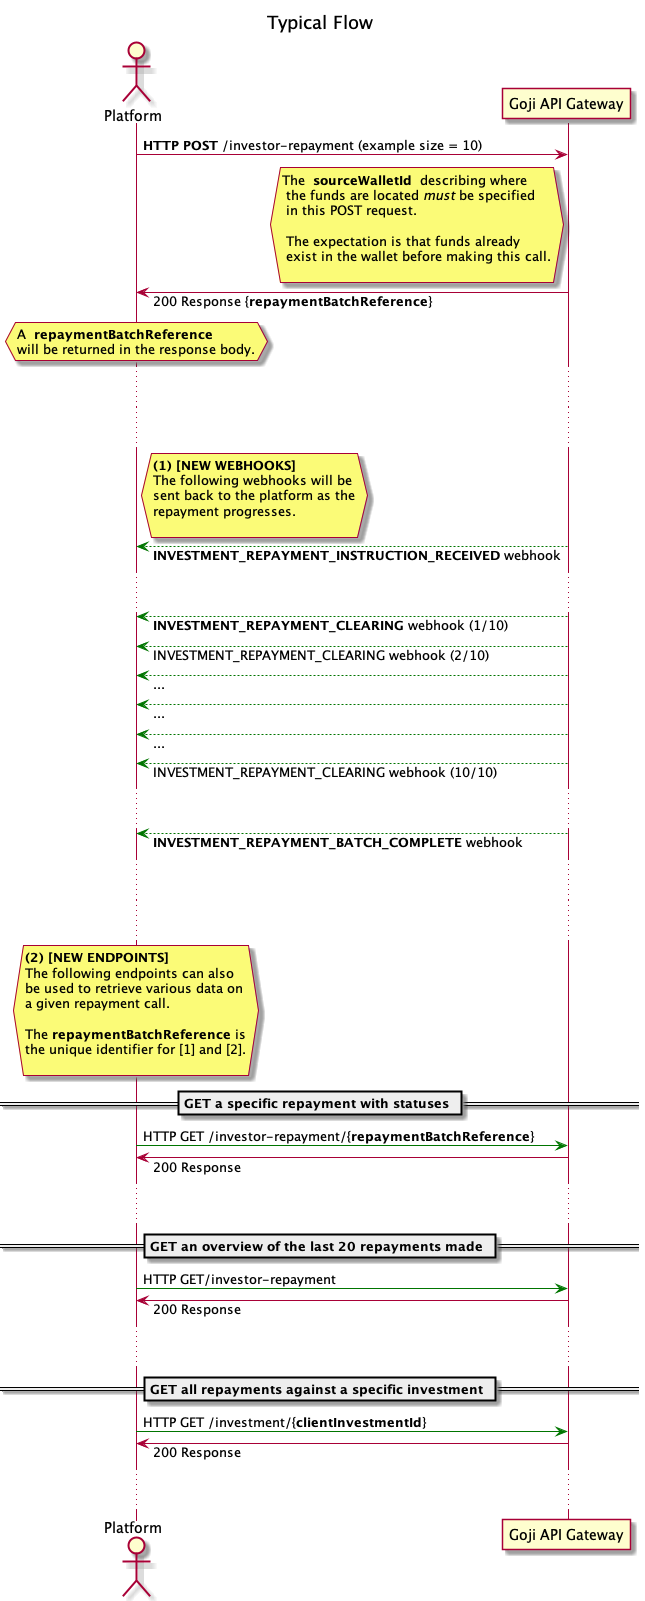 Typical Flow
Platform
Goji API Gateway
HTTP POST /investor-repayment (example size = 10)
The sourceWalletId describing where
the funds are located must be specified
in this POST request.
The expectation is that funds already
exist in the wallet before making this call.
200 Response {repaymentBatchReference}
A repaymentBatchReference
will be returned in the response body.
(1) [NEW WEBHOOKS]
The following webhooks will be
sent back to the platform as the
repayment progresses.
INVESTMENT_REPAYMENT_INSTRUCTION_RECEIVED webhook
INVESTMENT_REPAYMENT_CLEARING webhook (1/10)
INVESTMENT_REPAYMENT_CLEARING webhook (2/10)
...
...
...
INVESTMENT_REPAYMENT_CLEARING webhook (10/10)
INVESTMENT_REPAYMENT_BATCH_COMPLETE webhook
(2) [NEW ENDPOINTS]
The following endpoints can also
be used to retrieve various data on
a given repayment call.
The repaymentBatchReference is
the unique identifier for [1] and [2].
GET a specific repayment with statuses
HTTP GET /investor-repayment/{repaymentBatchReference}
200 Response
GET an overview of the last 20 repayments made
HTTP GET/investor-repayment
200 Response
GET all repayments against a specific investment
HTTP GET /investment/{clientInvestmentId}
200 Response
Platform
Goji API Gateway